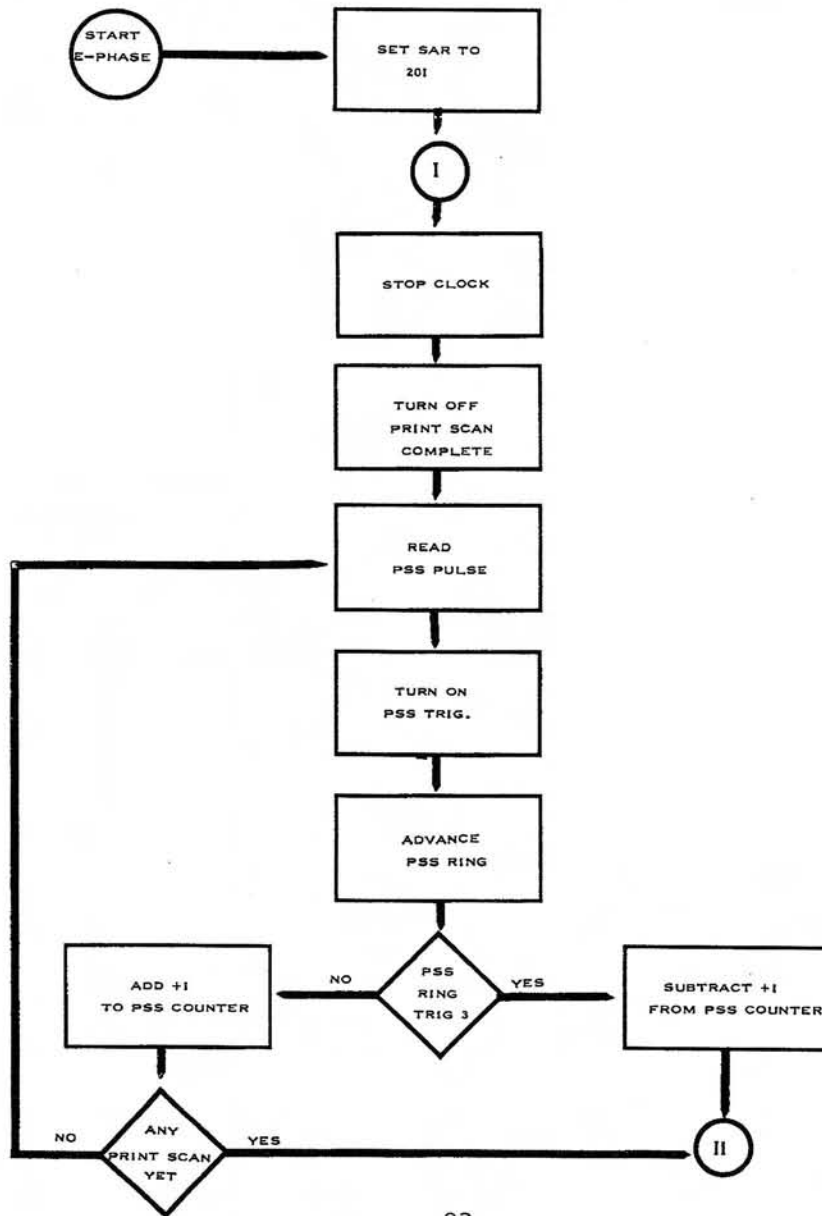 START
E-PHASE
SET SAR TO
201
I
STOP CLOCK
TURN OFF
PRINT SCAN
COMPLETE
READ
PSS PULSE
TURN ON
PSS TRIG.
ADVANCE
PSS RING
PSS
RING
TRIG 3
NO
YES
ADD +1
TO PSS COUNTER
SUBTRACT +1
FROM PSS COUNTER
ANY
PRINT SCAN
YET
NO
YES
II